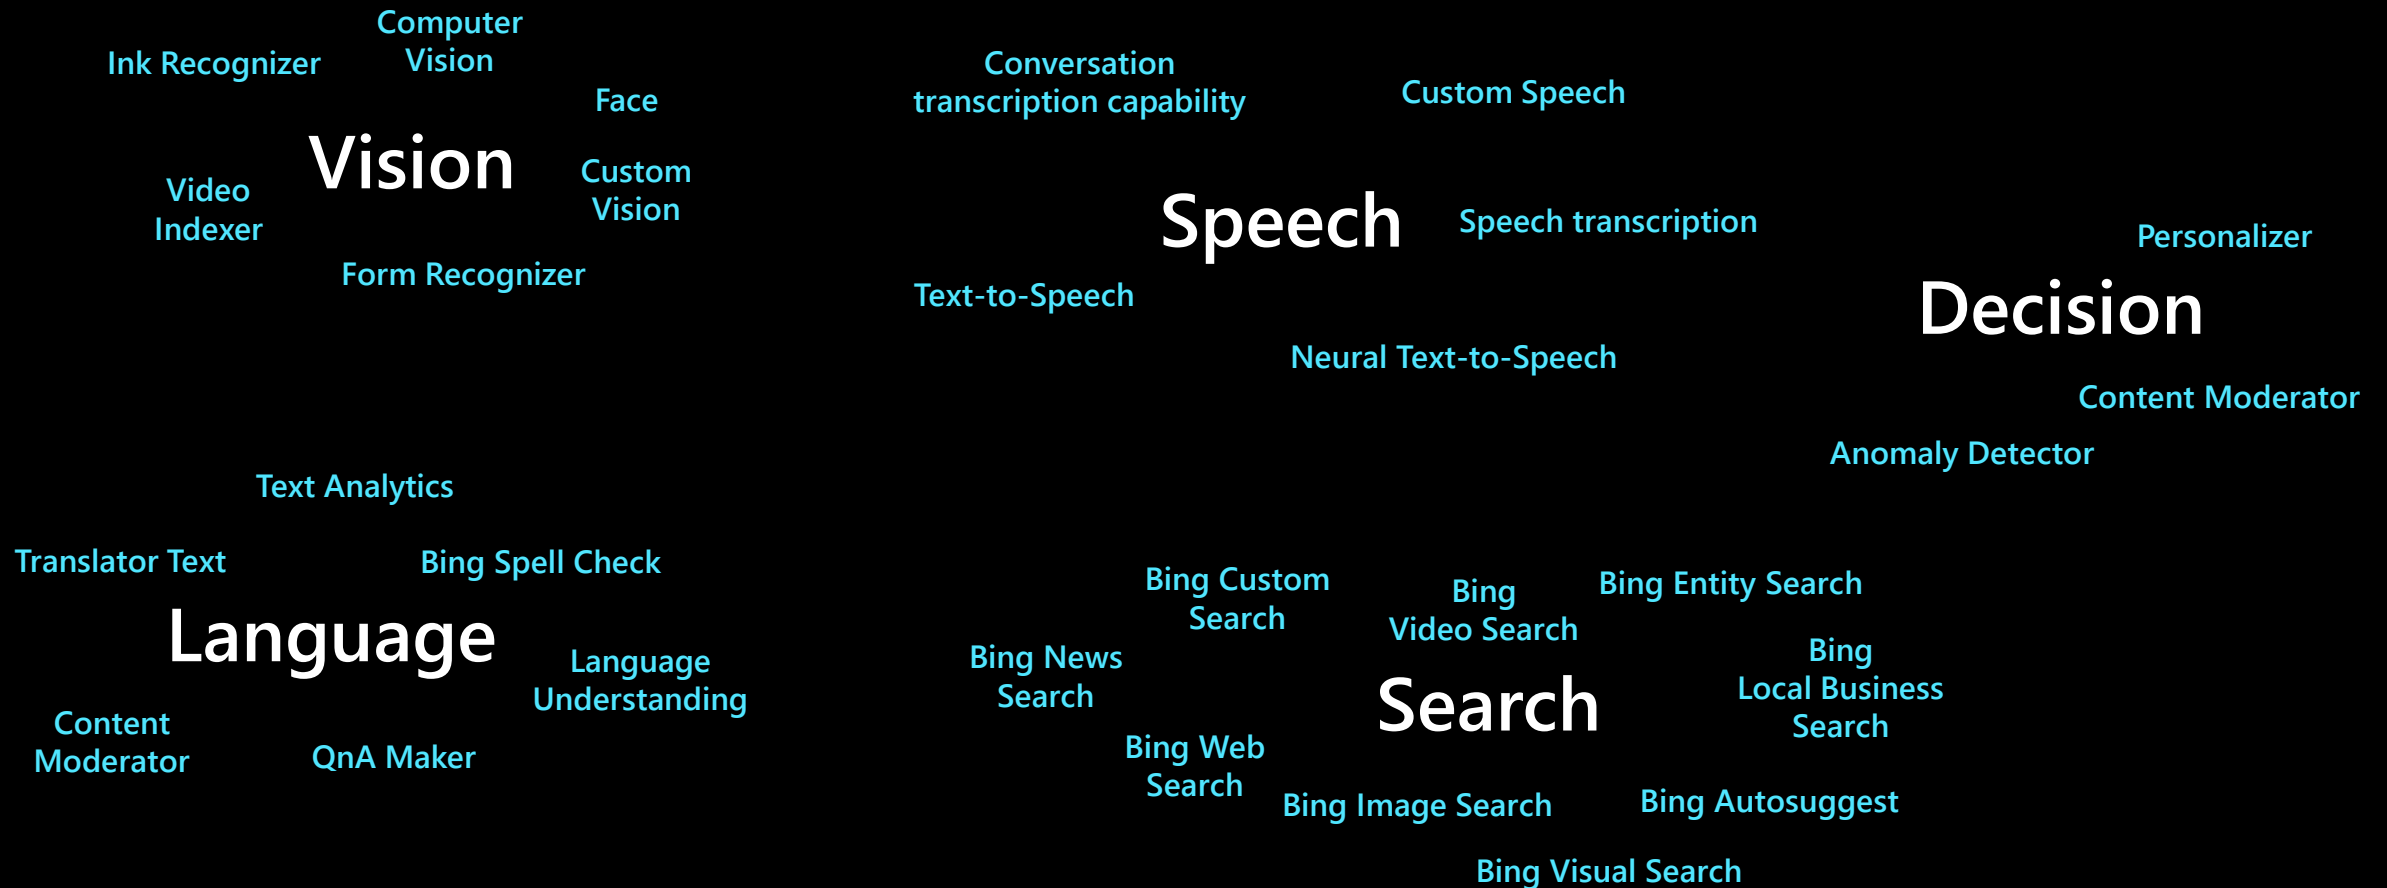 Computer
Vision
Ink Recognizer
Face
Vision
Custom
Vision
Video
Indexer
Form Recognizer
Conversation
transcription capability
Custom Speech
Speech
Speech transcription
Text-to-Speech
Neural Text-to-Speech
Personalizer
Decision
Content Moderator
Anomaly Detector
Text Analytics
Translator Text
Bing Spell Check
Language
Language
Understanding
Content
Moderator
QnA Maker
Bing Custom
Search
Bing
Video Search
Bing Entity Search
Bing News
Search
Search
Bing
Local Business
Search
Bing Web
Search
Bing Image Search
Bing Autosuggest
Bing Visual Search